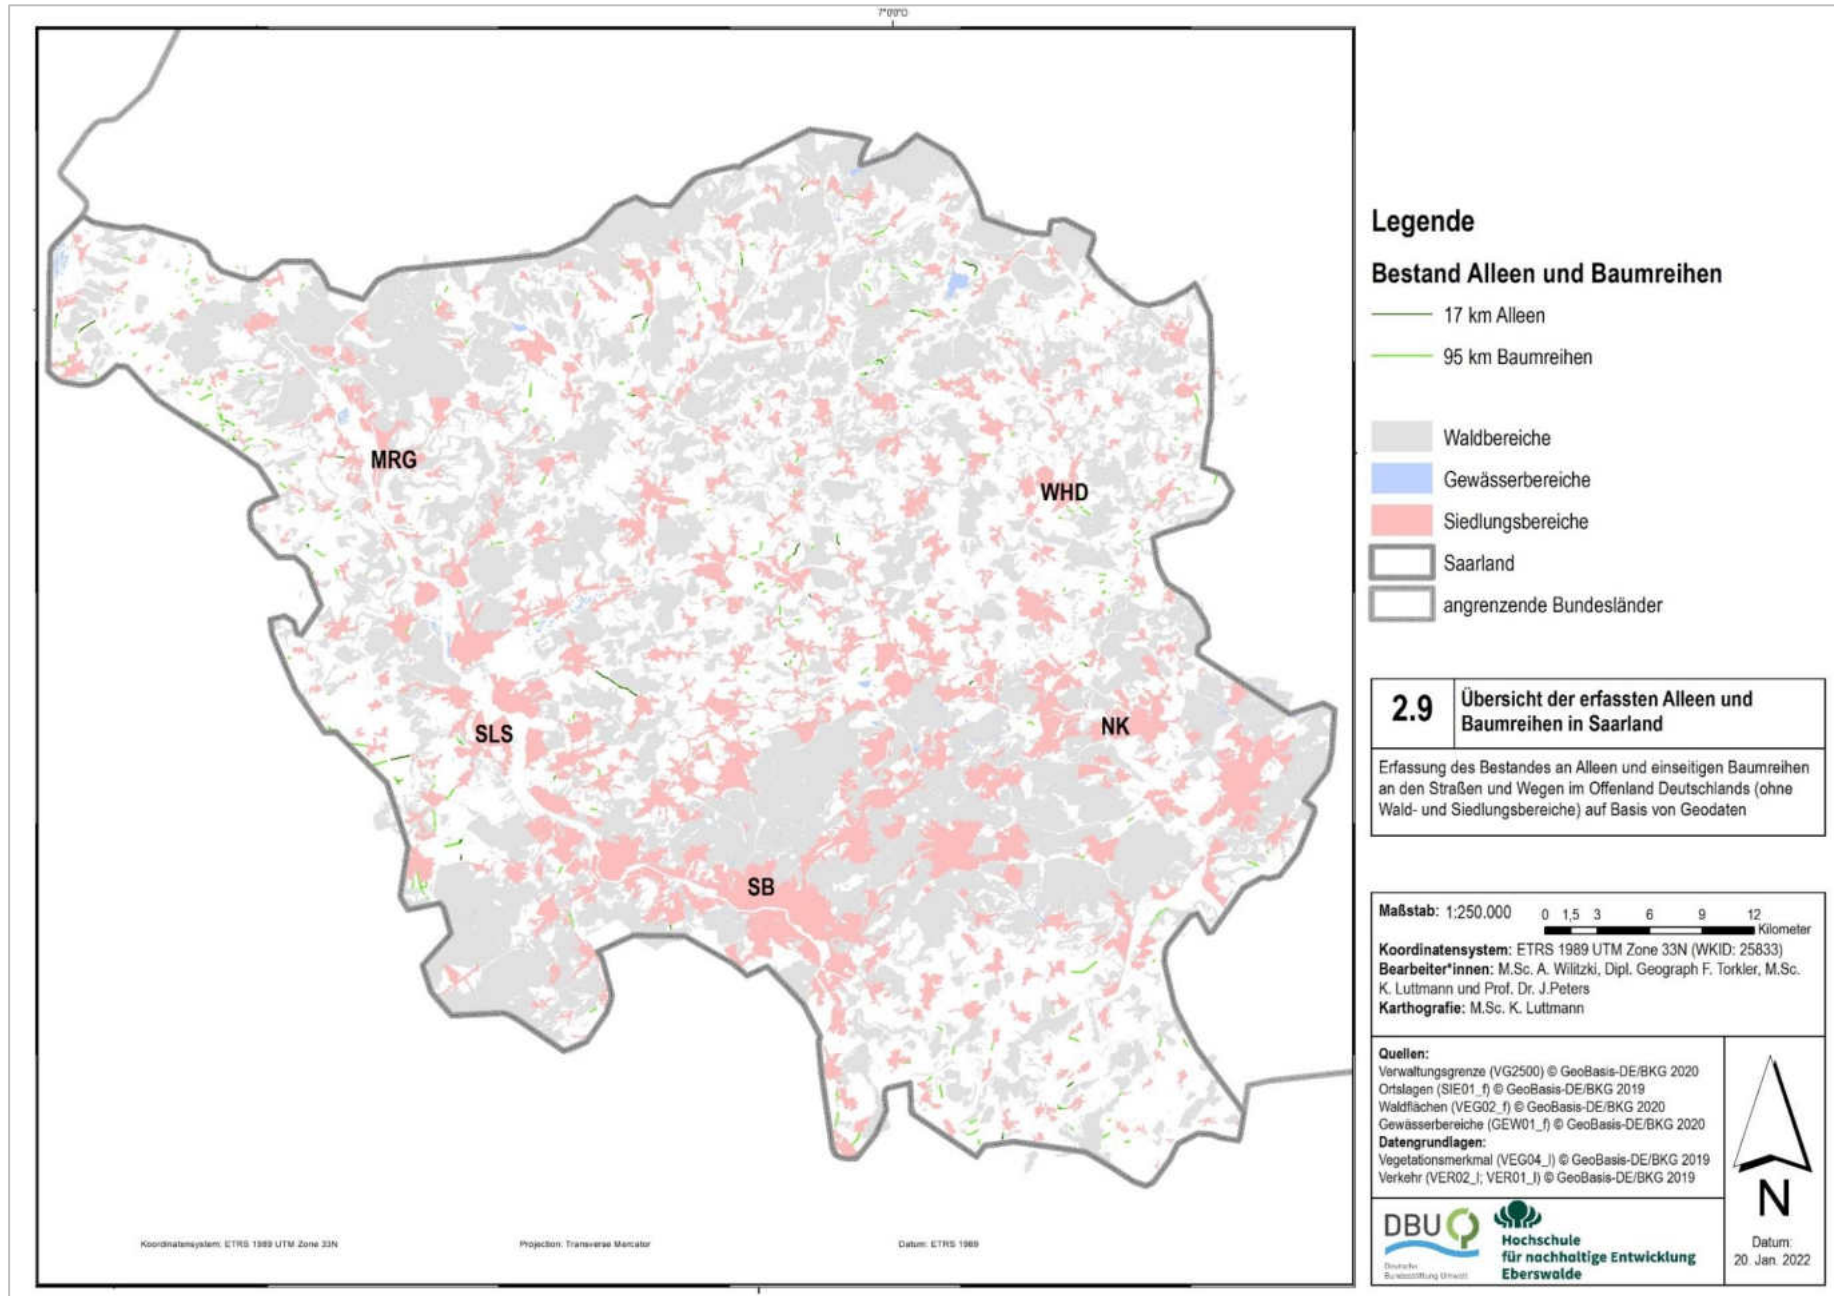 7°0'0"O
MRG
WHD
SLS
NK
SB
Koordinatensystem: ETRS 1989 UTM Zone 33N
Projection: Transverse Mercator
Datum: ETRS 1989
Legende
Bestand Alleen und Baumreihen
17 km Alleen
95 km Baumreihen
Waldbereiche
Gewässerbereiche
Siedlungsbereiche
Saarland
angrenzende Bundesländer
2.9
Übersicht der erfassten Alleen und
Baumreihen in Saarland
Erfassung des Bestandes an Alleen und einseitigen Baumreihen
an den Straßen und Wegen im Offenland Deutschlands (ohne
Wald- und Siedlungsbereiche) auf Basis von Geodaten
Maßstab: 1:250.000
0 1,5 3 6 9 12
Kilometer
Koordinatensystem: ETRS 1989 UTM Zone 33N (WKID: 25833)
Bearbeiter*innen: M.Sc. A. Wilitzki, Dipl. Geograph F. Torkler, M.Sc.
K. Luttmann und Prof. Dr. J.Peters
Karthografie: M.Sc. K. Luttmann
Quellen:
Verwaltungsgrenze (VG2500) © GeoBasis-DE/BKG 2020
Ortslagen (SIE01_f) © GeoBasis-DE/BKG 2019
Waldflächen (VEG02_f) © GeoBasis-DE/BKG 2020
Gewässerbereiche (GEW01_f) © GeoBasis-DE/BKG 2020
Datengrundlagen:
Vegetationsmerkmal (VEG04_l) © GeoBasis-DE/BKG 2019
Verkehr (VER02_l; VER01_l) © GeoBasis-DE/BKG 2019
N
Datum:
20. Jan. 2022
DBU
Deutsche
Bundesstiftung Umwelt
Hochschule
für nachhaltige Entwicklung
Eberswalde